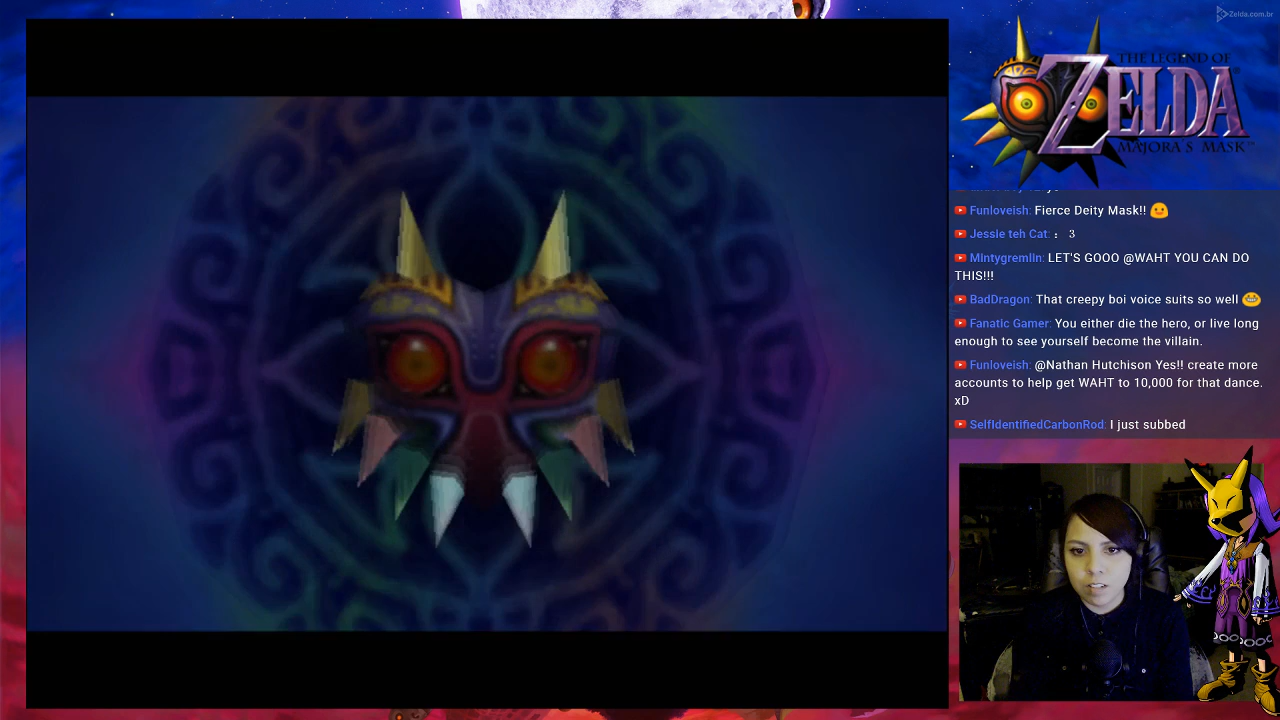 Zelda.com.br
THE LEGEND OF
ZELDA
MAJORA'S MASK™
Funloveish: Fierce Deity Mask!!
Jessie teh Cat: : 3
Mintygremlin: LET'S GOOO @WAHT YOU CAN DO
THIS!!!
BadDragon: That creepy boi voice suits so well
Fanatic Gamer: You either die the hero, or live long
enough to see yourself become the villain.
Funloveish: @Nathan Hutchison Yes!! create more
accounts to help get WAHT to 10,000 for that dance.
xD
SelfIdentifiedCarbonRod: I just subbed